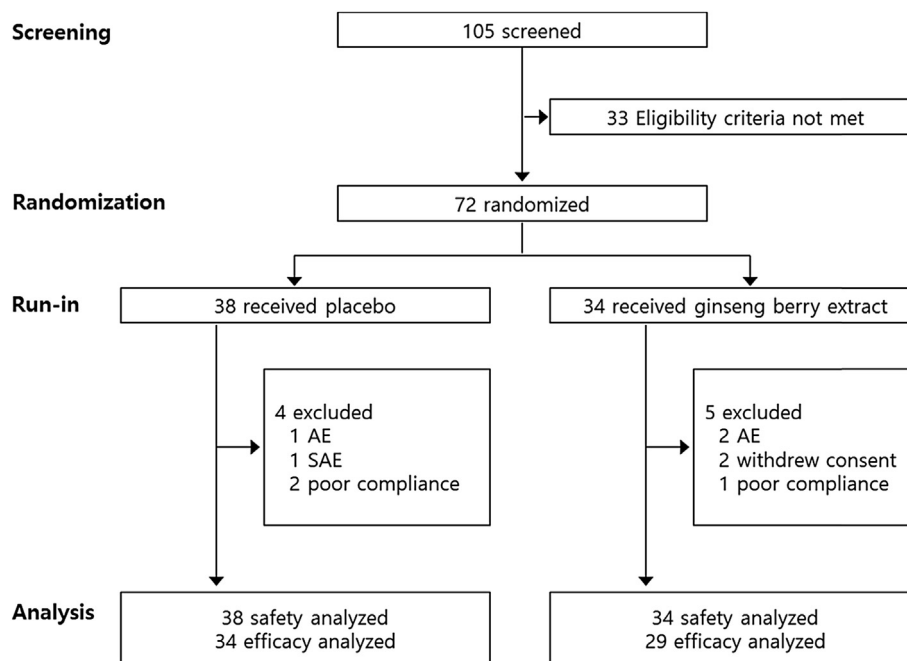 Screening
105 screened
33 Eligibility criteria not met
Randomization
72 randomized
Run-in
38 received placebo
34 received ginseng berry extract
4 excluded
1 AE
1 SAE
2 poor compliance
5 excluded
2 AE
2 withdrew consent
1 poor compliance
Analysis
38 safety analyzed
34 efficacy analyzed
34 safety analyzed
29 efficacy analyzed